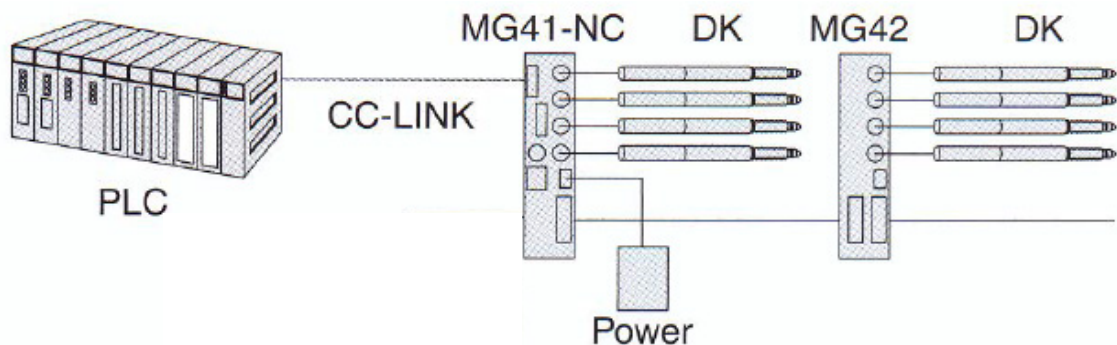 MG41-NC
DK
MG42
DK
CC-LINK
PLC
Power